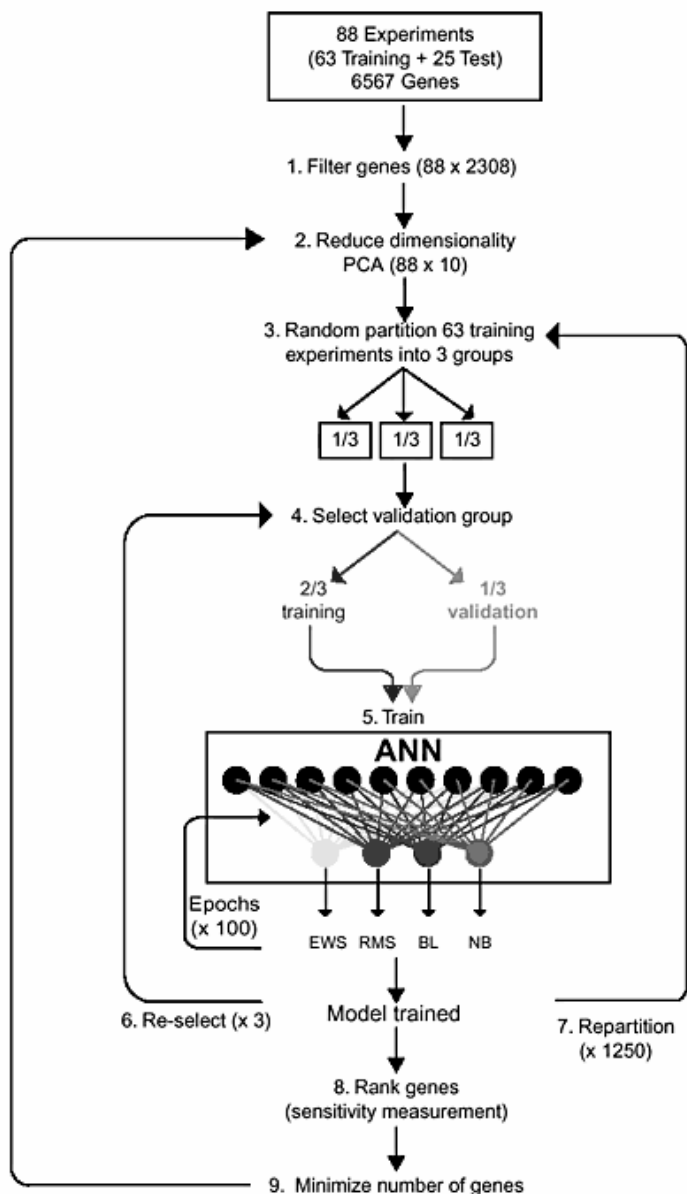 88 Experiments
(63 Training + 25 Test)
6567 Genes
1. Filter genes (88 x 2308)
2. Reduce dimensionality
PCA (88 x 10)
3. Random partition 63 training
experiments into 3 groups
1/3 1/3 1/3
4. Select validation group
2/3 1/3
training validation
5. Train
ANN
Epochs
(x 100)
EWS RMS BL NB
6. Re-select (x 3)
Model trained
7. Repartition
(x 1250)
8. Rank genes
(sensitivity measurement)
9. Minimize number of genes